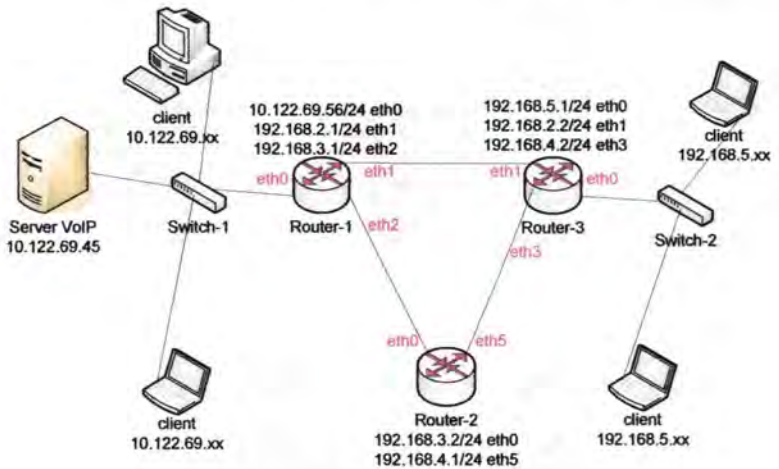 client
10.122.69.xx
Server VoIP
10.122.69.45
Switch-1
client
10.122.69.xx
10.122.69.56/24 eth0
192.168.2.1/24 eth1
192.168.3.1/24 eth2
eth0
eth1
Router-1
eth2
192.168.5.1/24 eth0
192.168.2.2/24 eth1
192.168.4.2/24 eth3
eth1
eth0
Router-3
eth3
eth0
eth5
Router-2
192.168.3.2/24 eth0
192.168.4.1/24 eth5
client
192.168.5.xx
Switch-2
client
192.168.5.xx